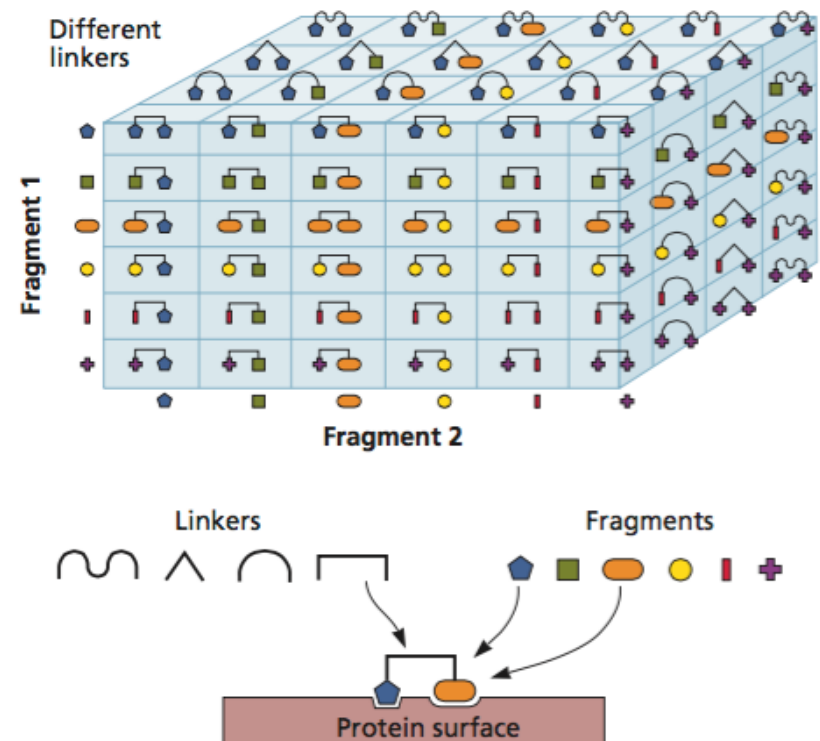 Different
linkers
Fragment 1
Fragment 2
Linkers
Fragments
Protein surface